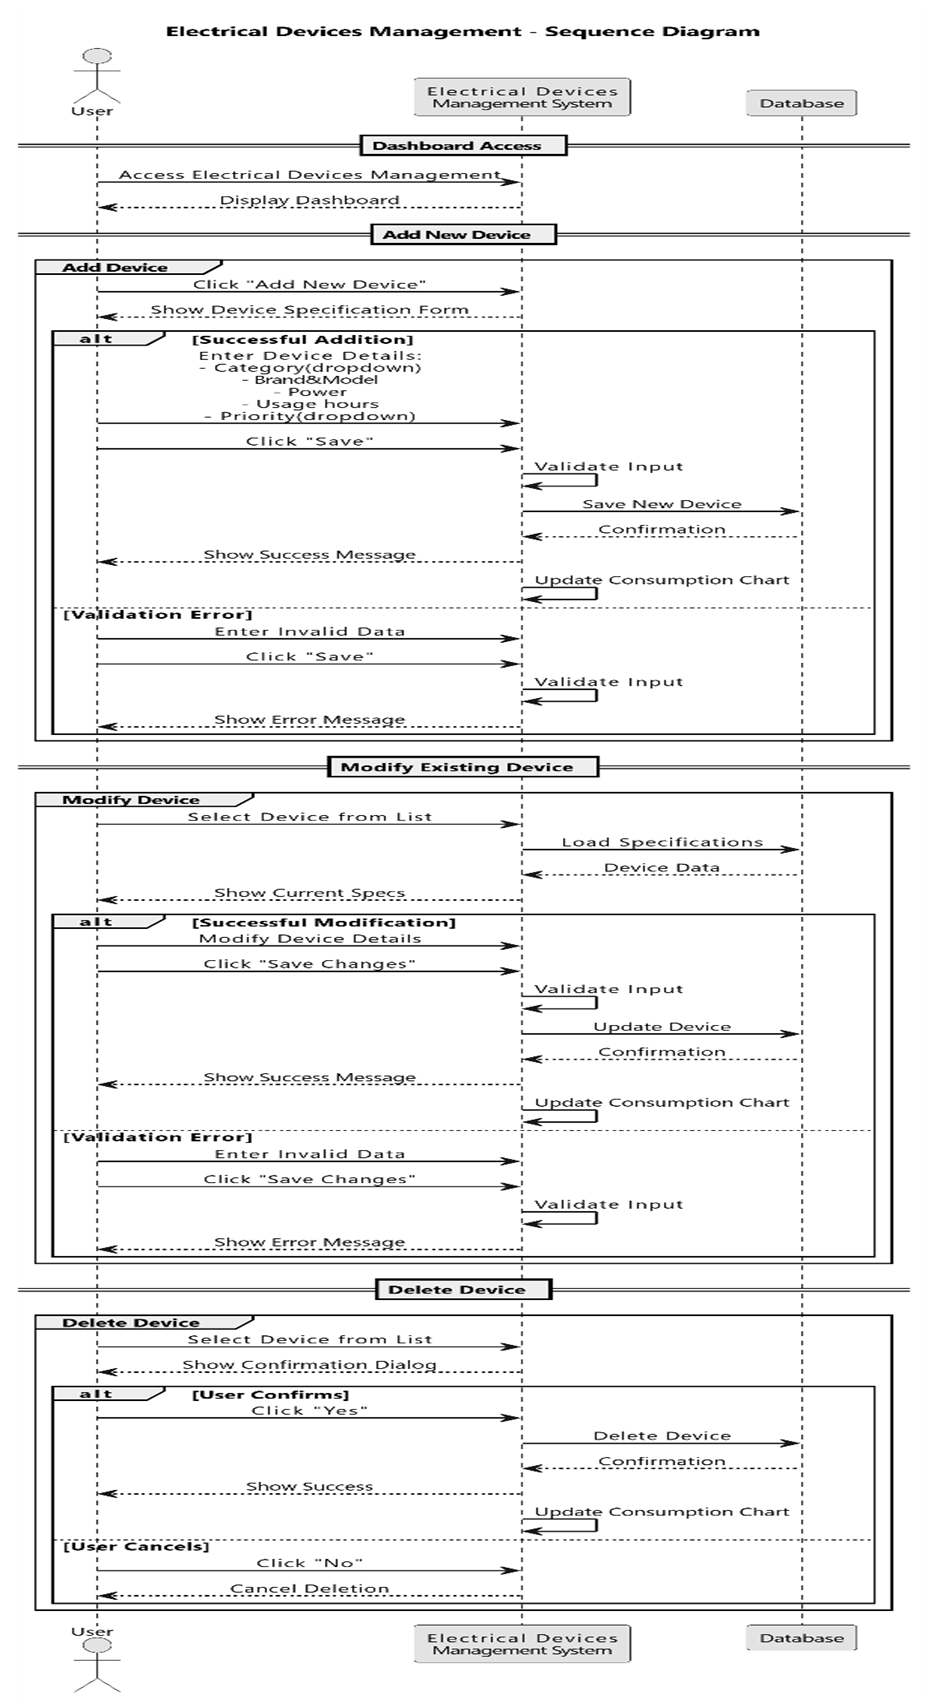 Electrical Devices Management - Sequence Diagram
User
Electrical Devices
Management System
Database
Dashboard Access
Access Electrical Devices Management
Display Dashboard
Add New Device
Add Device
Click "Add New Device"
Show Device Specification Form
alt
[Successful Addition]
Enter Device Details:
- Category(dropdown)
- Brand&Model
- Power
- Usage hours
- Priority(dropdown)
Click "Save"
Validate Input
Save New Device
Confirmation
Show Success Message
Update Consumption Chart
[Validation Error]
Enter Invalid Data
Click "Save"
Validate Input
Show Error Message
Modify Existing Device
Modify Device
Select Device from List
Load Specifications
Device Data
Show Current Specs
alt
[Successful Modification]
Modify Device Details
Click "Save Changes"
Validate Input
Update Device
Confirmation
Show Success Message
Update Consumption Chart
[Validation Error]
Enter Invalid Data
Click "Save Changes"
Validate Input
Show Error Message
Delete Device
Delete Device
Select Device from List
Show Confirmation Dialog
alt
[User Confirms]
Click "Yes"
Delete Device
Confirmation
Show Success
Update Consumption Chart
[User Cancels]
Click "No"
Cancel Deletion
User
Electrical Devices
Management System
Database